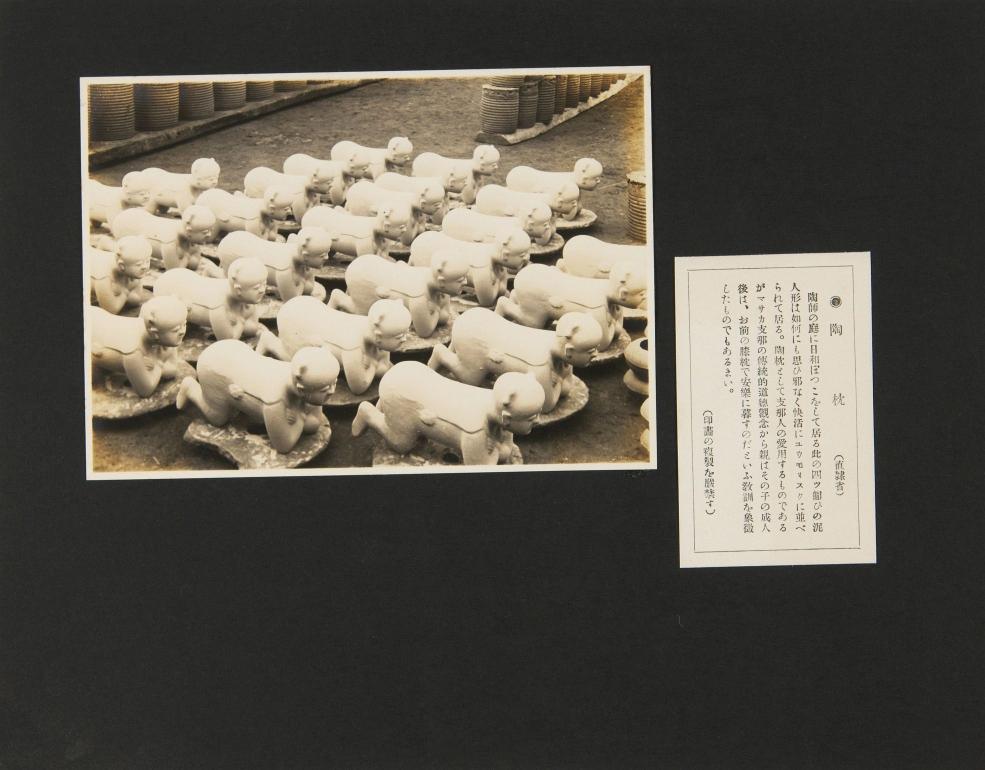 ◉陶枕 (直隷省)
陶師の庭に日和ぼつこをして居る此の四ツ匍ひの泥
人形は如何にも思ひ邪なく快活にユウモリスクに並べ
られて居る。陶枕として支那人の愛用するものである
がマサカ支那の傳統的道德觀念から親はその子の成人
後は、お前の膝枕で安樂に暮すのだといふ敎訓を象徵
したものでもあるまい。
(印畫の複製を嚴禁す)